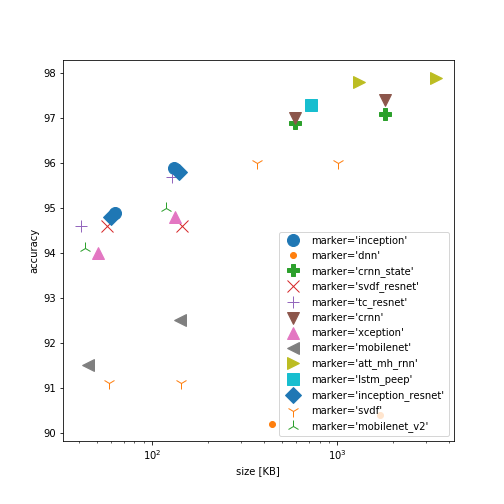 98
97
96
95
94
93
92
91
90
accuracy
10²
10³
size [KB]
marker='inception'
marker='dnn'
marker='crnn_state'
marker='svdf_resnet'
marker='tc_resnet'
marker='crnn'
marker='xception'
marker='mobilenet'
marker='att_mh_rnn'
marker='lstm_peep'
marker='inception_resnet'
marker='svdf'
marker='mobilenet_v2'